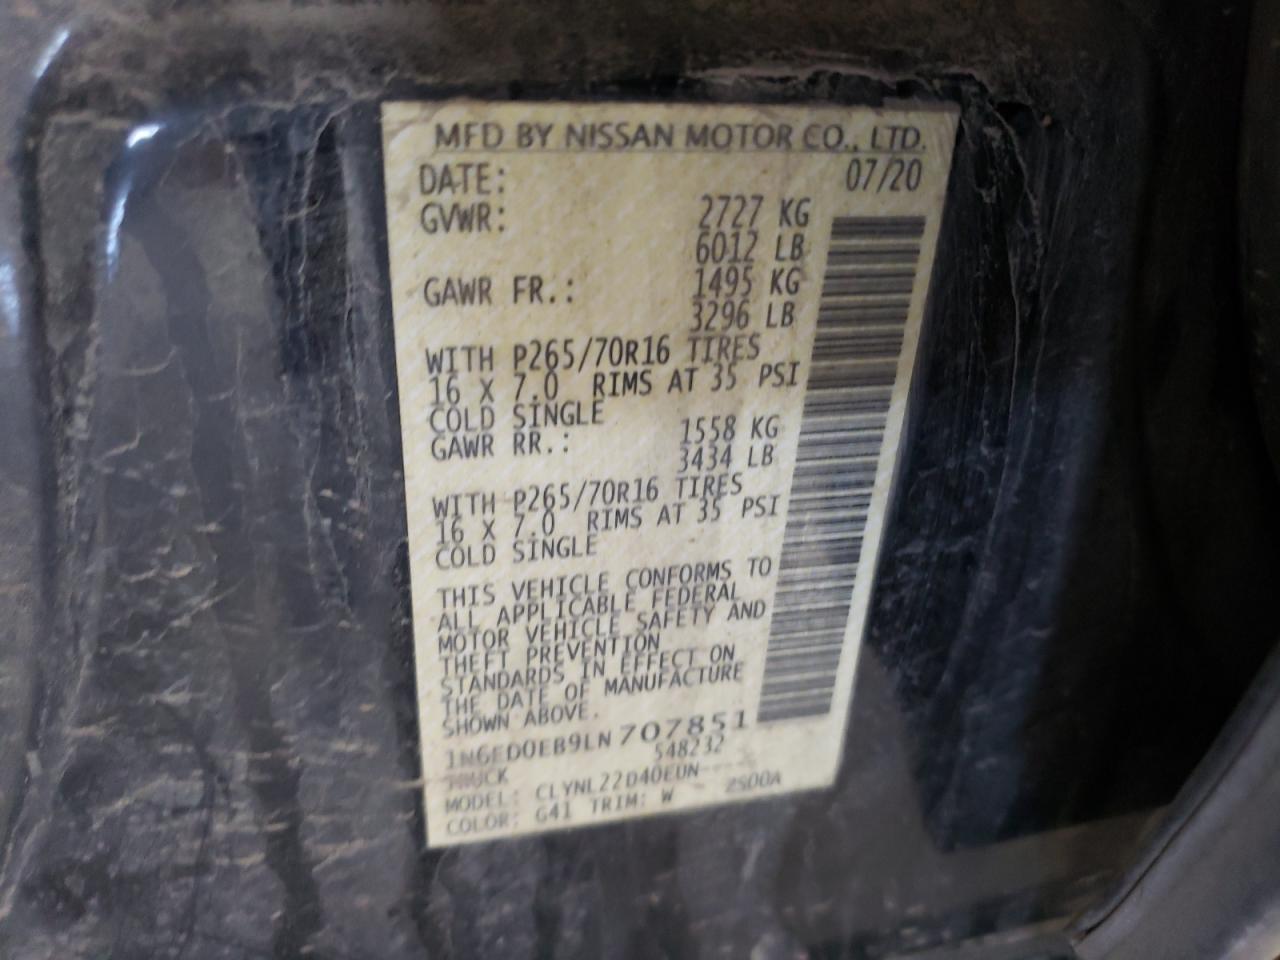 MFD BY NISSAN MOTOR CO., LTD.
DATE: 07/20
GVWR: 2727 KG
6012 LB
GAWR FR.: 1495 KG
3296 LB
WITH P265/70R16 TIRES
16 X 7.0 RIMS AT 35 PSI
COLD SINGLE
GAWR RR.: 1558 KG
3434 LB
WITH P265/70R16 TIRES
16 X 7.0 RIMS AT 35 PSI
COLD SINGLE
THIS VEHICLE CONFORMS TO
ALL APPLICABLE FEDERAL
MOTOR VEHICLE SAFETY AND
THEFT PREVENTION
STANDARDS IN EFFECT ON
THE DATE OF MANUFACTURE
SHOWN ABOVE.
1N6ED0EB9LN707851
548232
TRUCK
MODEL: CLYNL22D40EUN-----
COLOR: G41 TRIM: W - 2S00A